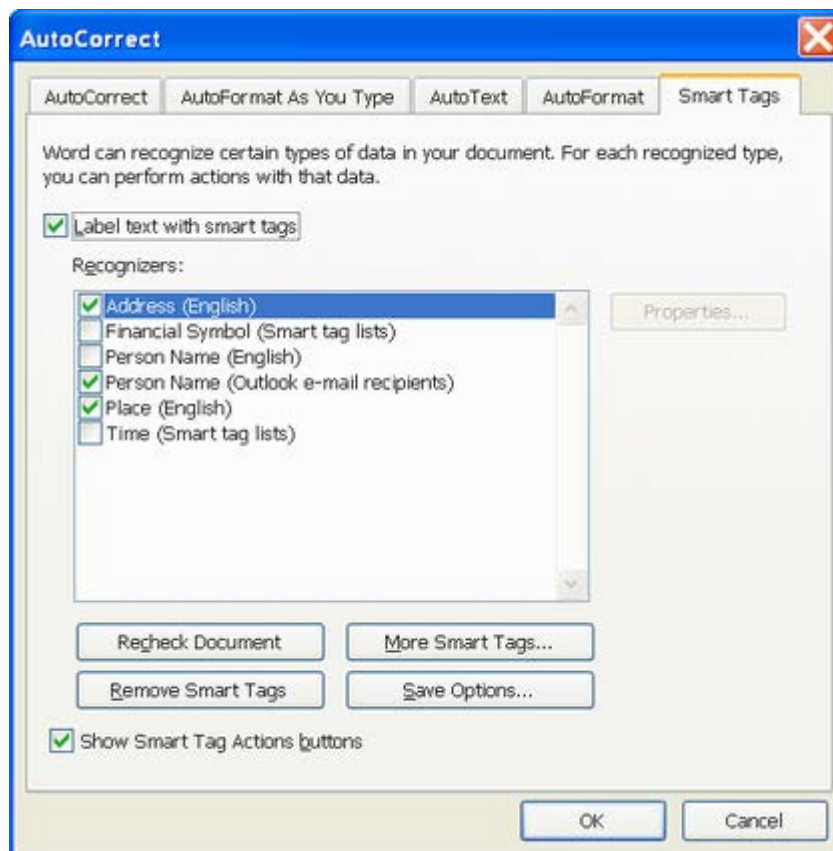 AutoCorrect
AutoCorrect AutoFormat As You Type AutoText AutoFormat Smart Tags
Word can recognize certain types of data in your document. For each recognized type,
you can perform actions with that data.
Label text with smart tags
Recognizers:
Address (English)
Properties...
Financial Symbol (Smart tag lists)
Person Name (English)
Person Name (Outlook e-mail recipients)
Place (English)
Time (Smart tag lists)
Recheck Document More Smart Tags...
Remove Smart Tags Save Options...
Show Smart Tag Actions buttons
OK Cancel